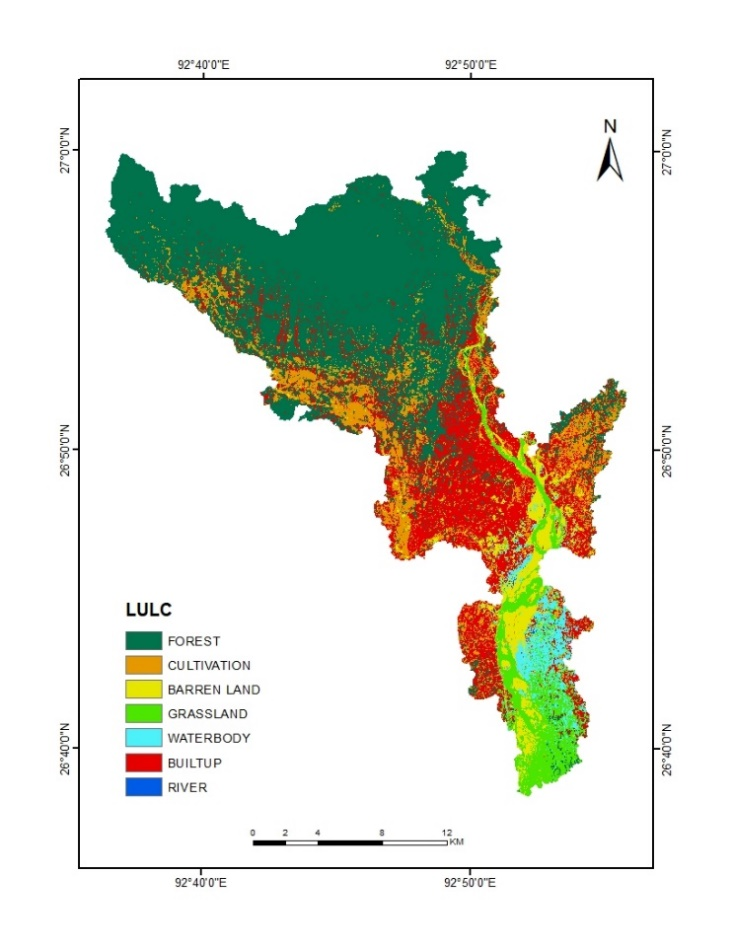 92°40'0"E 92°50'0"E
27°0'0"N 27°0'0"N
N
26°50'0"N 26°50'0"N
LULC
FOREST
CULTIVATION
BARREN LAND
GRASSLAND
WATERBODY
BUILTUP
RIVER
26°40'0"N 26°40'0"N
0 2 4 8 12
KM
92°40'0"E 92°50'0"E